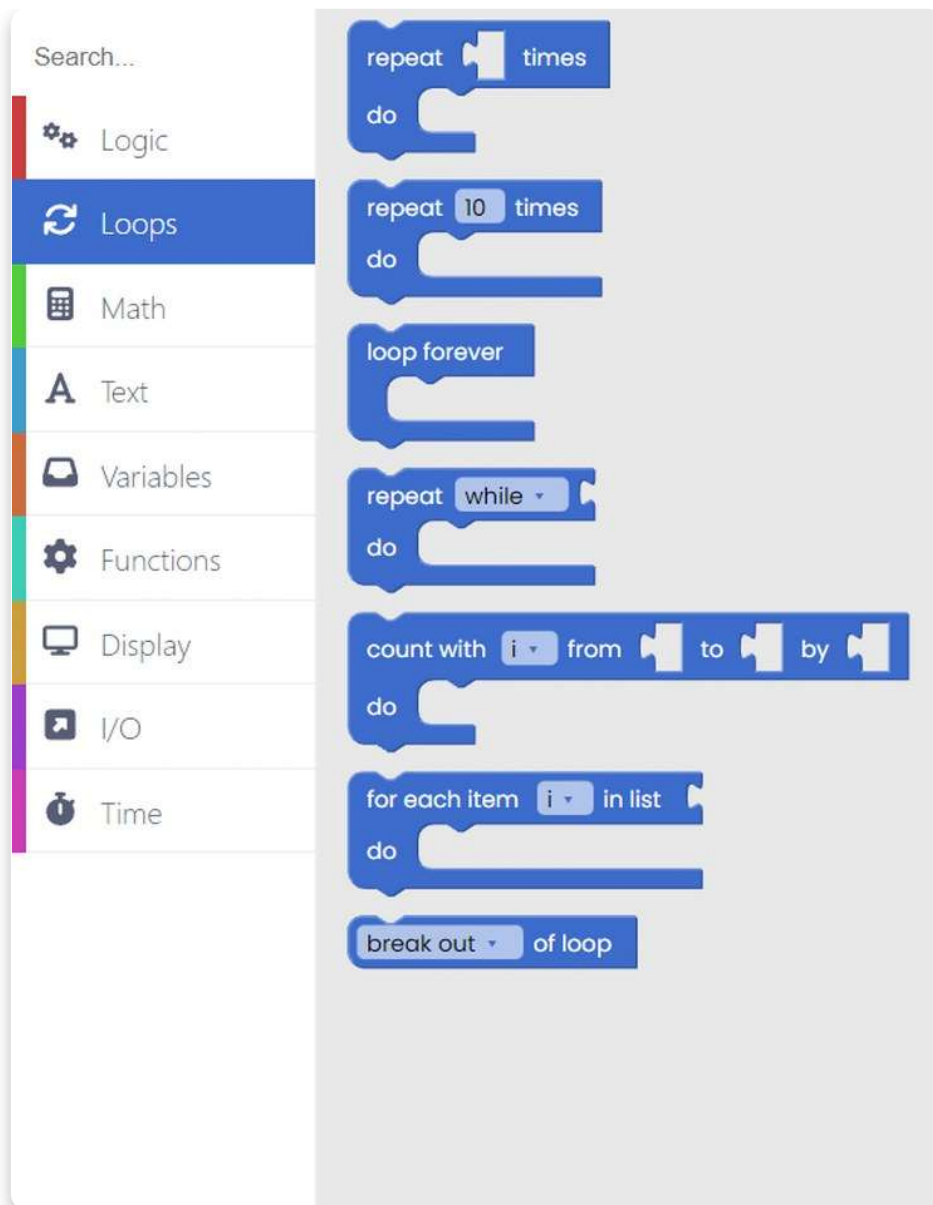 Search...
Logic
Loops
Math
Text
Variables
Functions
Display
I/O
Time
repeat times
do
repeat 10 times
do
loop forever
repeat while
do
count with i from to by
do
for each item i in list
do
break out of loop